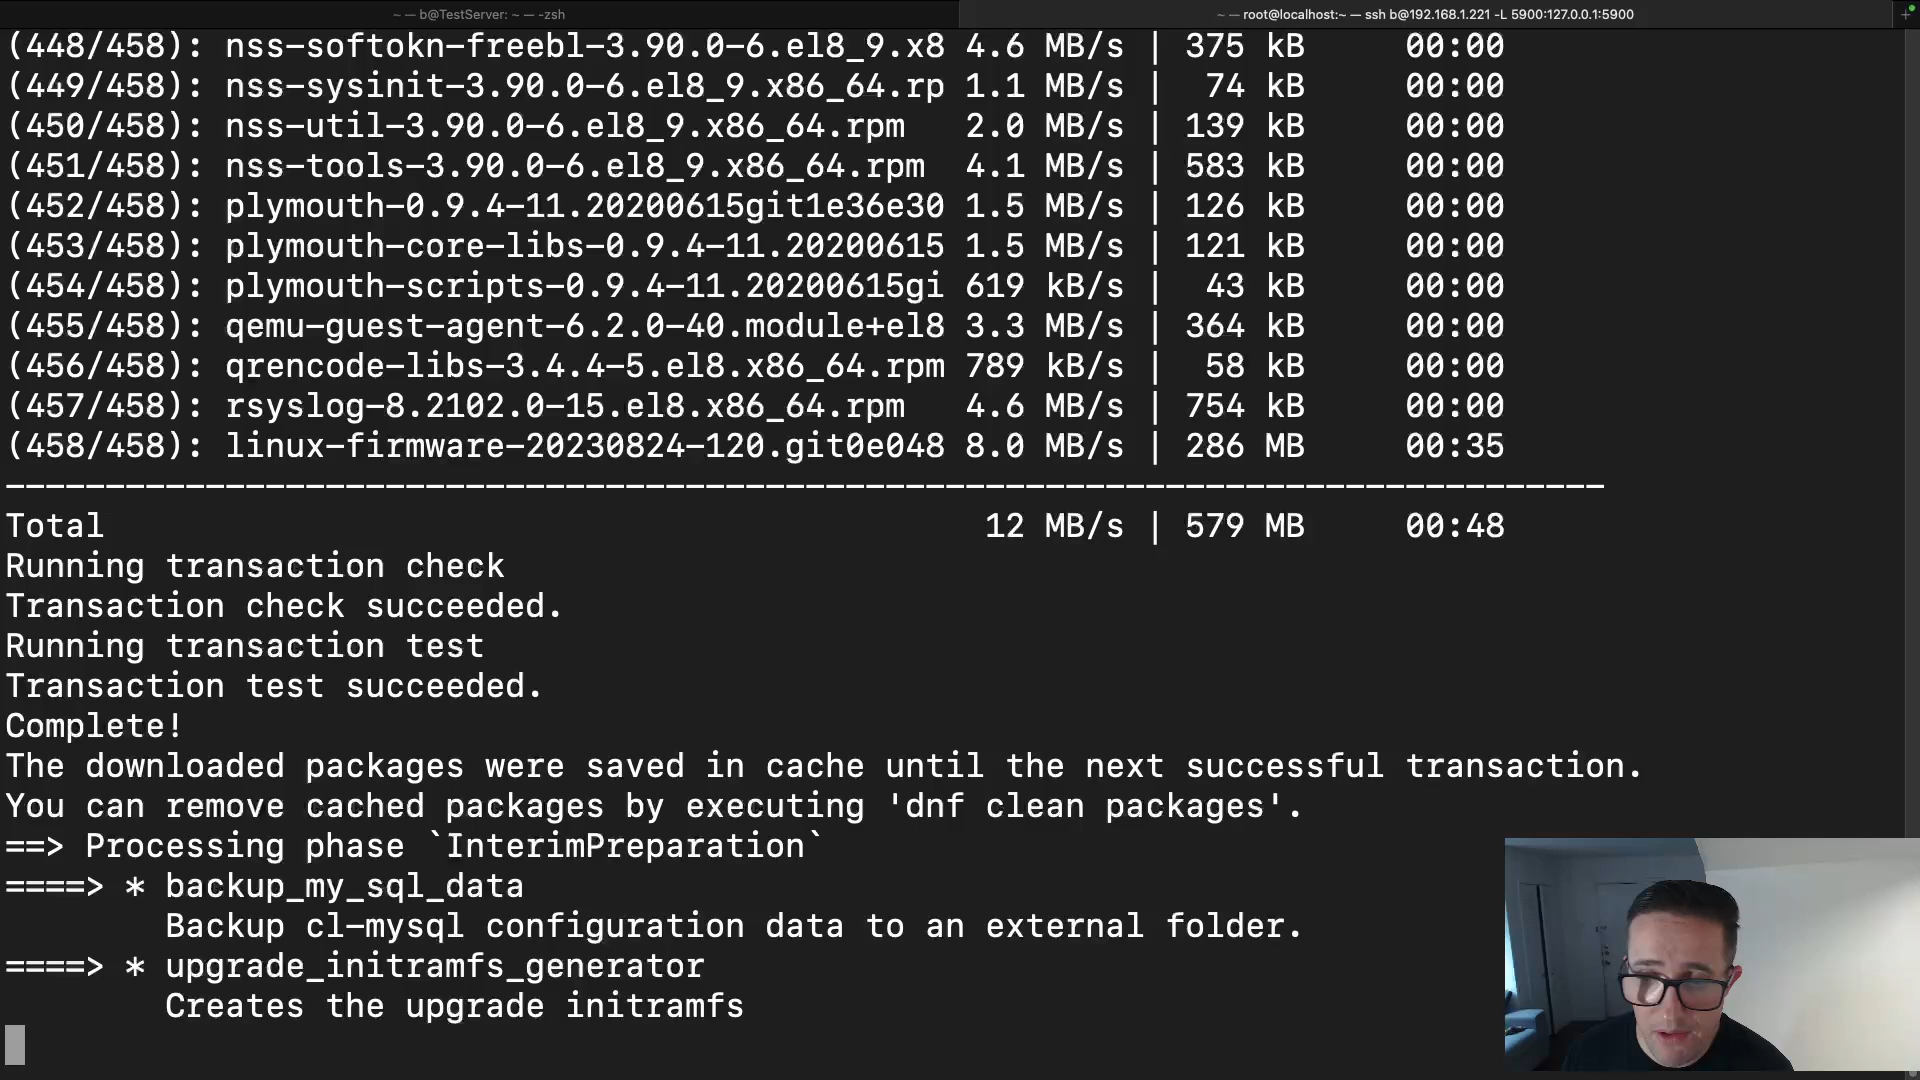 ~ — b@TestServer: ~ — -zsh
~ — root@localhost:~ — ssh b@192.168.1.221 -L 5900:127.0.0.1:5900
(448/458): nss-softokn-freebl-3.90.0-6.el8_9.x8 4.6 MB/s | 375 kB     00:00
(449/458): nss-sysinit-3.90.0-6.el8_9.x86_64.rp 1.1 MB/s |  74 kB     00:00
(450/458): nss-util-3.90.0-6.el8_9.x86_64.rpm   2.0 MB/s | 139 kB     00:00
(451/458): nss-tools-3.90.0-6.el8_9.x86_64.rpm  4.1 MB/s | 583 kB     00:00
(452/458): plymouth-0.9.4-11.20200615git1e36e30 1.5 MB/s | 126 kB     00:00
(453/458): plymouth-core-libs-0.9.4-11.20200615 1.5 MB/s | 121 kB     00:00
(454/458): plymouth-scripts-0.9.4-11.20200615gi 619 kB/s |  43 kB     00:00
(455/458): qemu-guest-agent-6.2.0-40.module+el8 3.3 MB/s | 364 kB     00:00
(456/458): qrencode-libs-3.4.4-5.el8.x86_64.rpm 789 kB/s |  58 kB     00:00
(457/458): rsyslog-8.2102.0-15.el8.x86_64.rpm   4.6 MB/s | 754 kB     00:00
(458/458): linux-firmware-20230824-120.git0e048 8.0 MB/s | 286 MB     00:35
--------------------------------------------------------------------------------
Total                                            12 MB/s | 579 MB     00:48
Running transaction check
Transaction check succeeded.
Running transaction test
Transaction test succeeded.
Complete!
The downloaded packages were saved in cache until the next successful transaction.
You can remove cached packages by executing 'dnf clean packages'.
==> Processing phase `InterimPreparation`
====> * backup_my_sql_data
        Backup cl-mysql configuration data to an external folder.
====> * upgrade_initramfs_generator
        Creates the upgrade initramfs